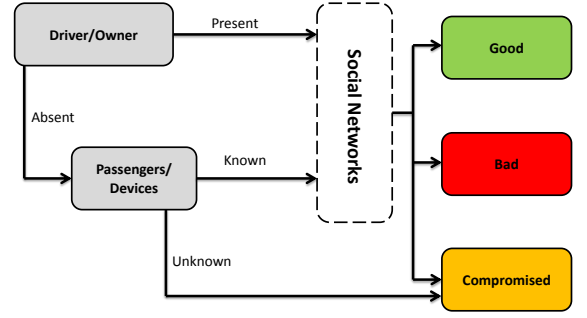 Driver/Owner
Present
Social Networks
Good
Absent
Passengers/
Devices
Known
Bad
Unknown
Compromised